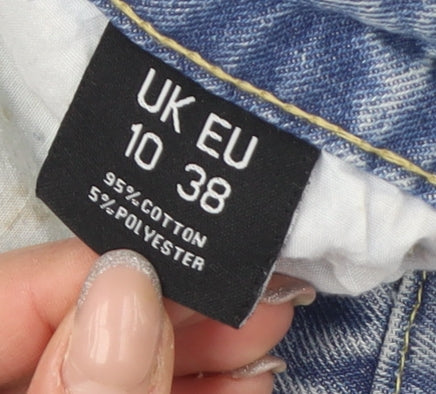 UK EU
10 38
95%COTTON
5%POLYESTER